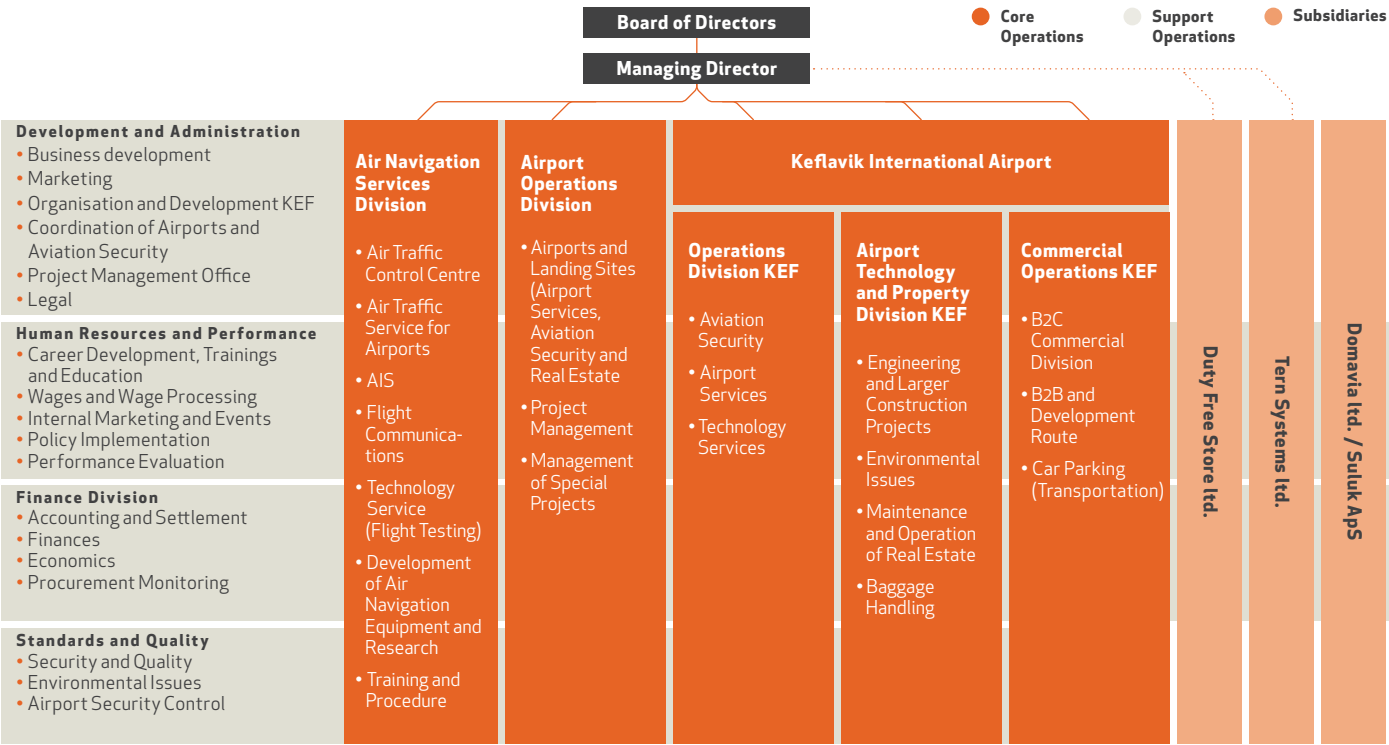 Board of Directors
Managing Director
Core
Operations
Support
Operations
Subsidiaries
Development and Administration
• Business development
• Marketing
• Organisation and Development KEF
• Coordination of Airports and
Aviation Security
• Project Management Office
• Legal
Human Resources and Performance
• Career Development, Trainings
and Education
• Wages and Wage Processing
• Internal Marketing and Events
• Policy Implementation
• Performance Evaluation
Finance Division
• Accounting and Settlement
• Finances
• Economics
• Procurement Monitoring
Standards and Quality
• Security and Quality
• Environmental Issues
• Airport Security Control
Air Navigation
Services
Division
• Air Traffic
Control Centre
• Air Traffic
Service for
Airports
• AIS
• Flight
Communica-
tions
• Technology
Service
(Flight Testing)
• Development
of Air
Navigation
Equipment and
Research
• Training and
Procedure
Airport
Operations
Division
• Airports and
Landing Sites
(Airport
Services,
Aviation
Security and
Real Estate
• Project
Management
• Management
of Special
Projects
Keflavik International Airport
Operations
Division KEF
• Aviation
Security
• Airport
Services
• Technology
Services
Airport
Technology
and Property
Division KEF
• Engineering
and Larger
Construction
Projects
• Environmental
Issues
• Maintenance
and Operation
of Real Estate
• Baggage
Handling
Commercial
Operations KEF
• B2C
Commercial
Division
• B2B and
Development
Route
• Car Parking
(Transportation)
Duty Free Store ltd.
Tern Systems ltd.
Domavia ltd. / Suluk ApS